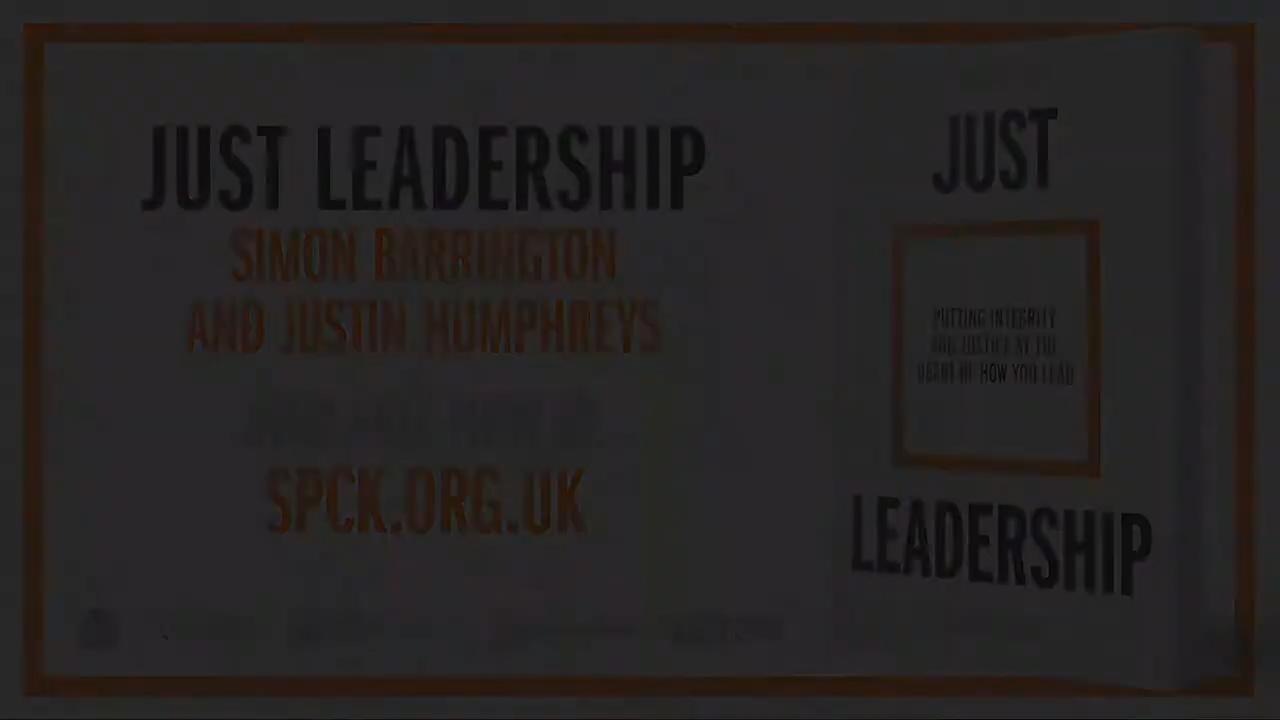 JUST LEADERSHIP
SIMON BARRINGTON
AND JUSTIN HUMPHREYS
SPCK.ORG.UK
JUST
PUTTING INTEGRITY
AND JUSTICE AT THE
HEART OF HOW YOU LEAD
LEADERSHIP